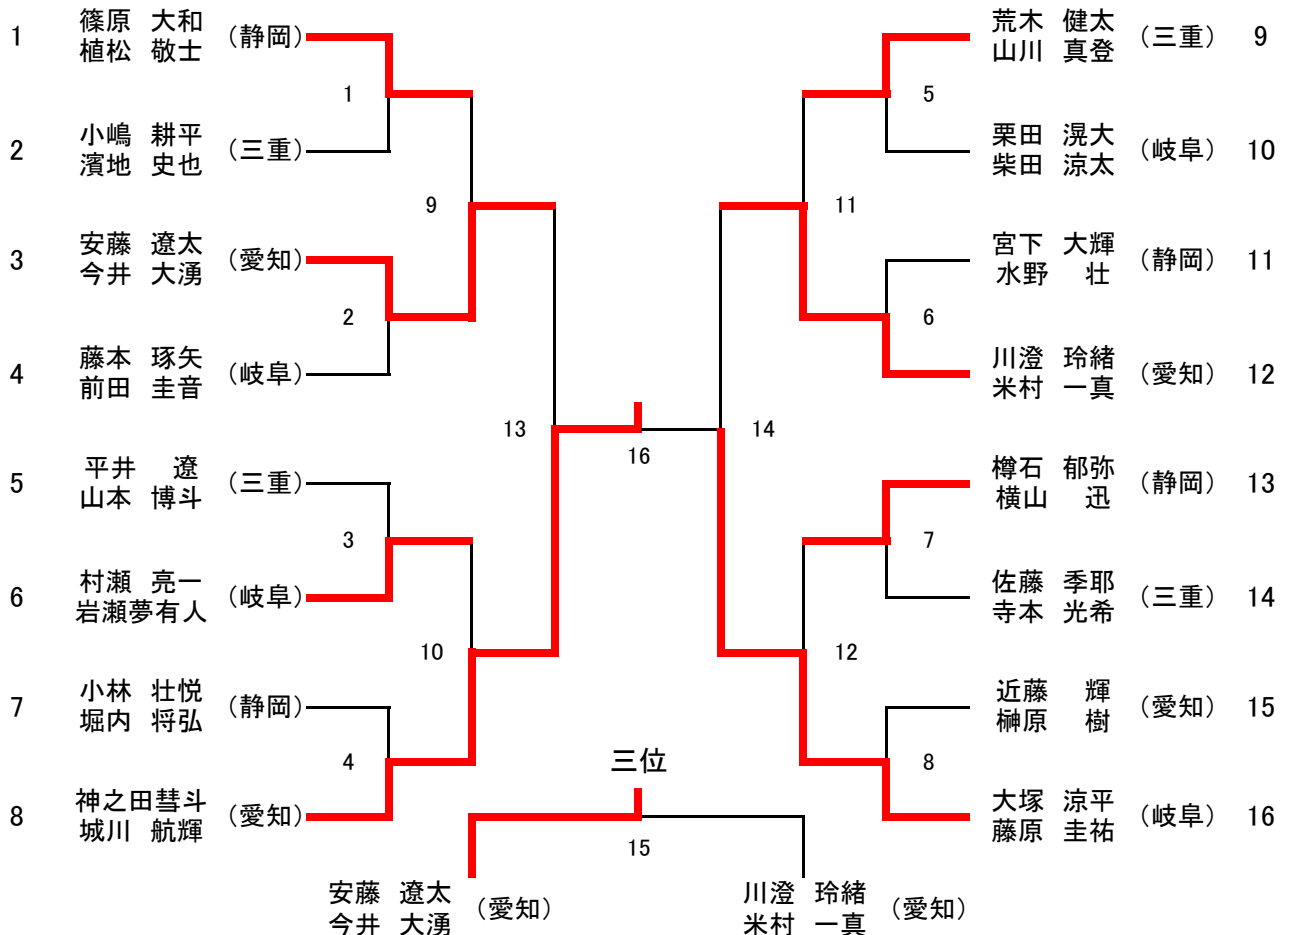 1 篠原 大和 (静岡)
植松 敬士
2 小嶋 耕平 (三重)
濱地 史也
3 安藤 遼太 (愛知)
今井 大湧
4 藤本 琢矢 (岐阜)
前田 圭音
5 平井 遼 (三重)
山本 博斗
6 村瀬 亮一 (岐阜)
岩瀬夢有人
7 小林 壮悦 (静岡)
堀内 将弘
8 神之田彗斗 (愛知)
城川 航輝
1
2
3
4
9
10
13
16
14
11
12
5
6
7
8
荒木 健太 (三重) 9
山川 真登
栗田 滉大 (岐阜) 10
柴田 涼太
宮下 大輝 (静岡) 11
水野 壮
川澄 玲緒 (愛知) 12
米村 一真
樽石 郁弥 (静岡) 13
横山 迅
佐藤 季耶 (三重) 14
寺本 光希
近藤 輝 (愛知) 15
榊原 樹
大塚 涼平 (岐阜) 16
藤原 圭祐
三位
15
安藤 遼太 (愛知)
今井 大湧
川澄 玲緒 (愛知)
米村 一真